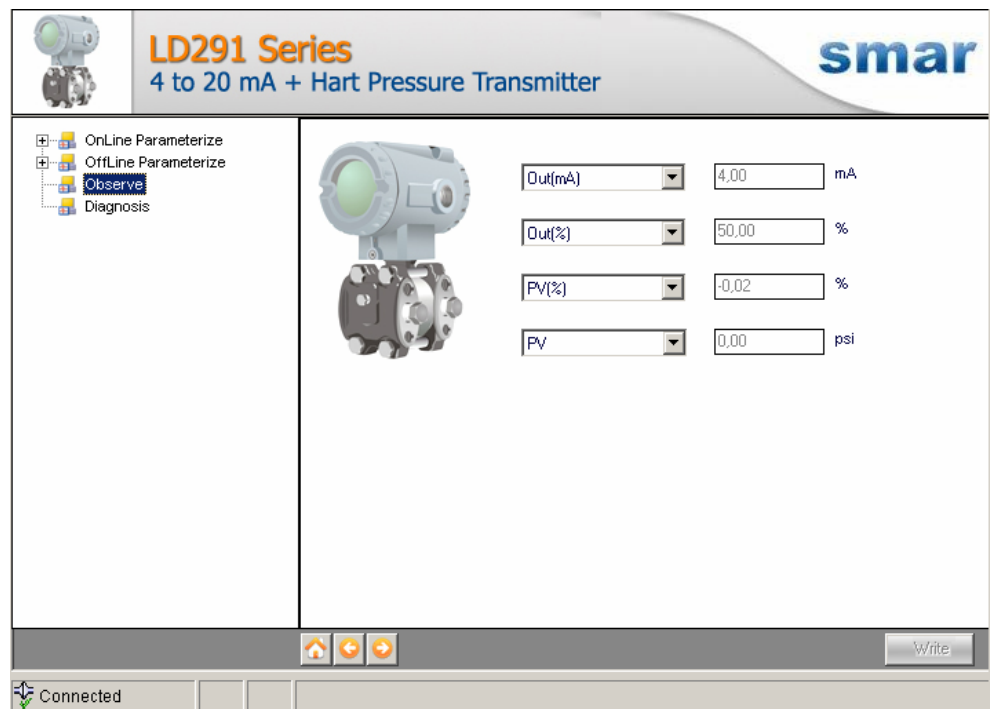 LD291 Series
4 to 20 mA + Hart Pressure Transmitter
smar
OnLine Parameterize
OffLine Parameterize
Observe
Diagnosis
Out(mA) 4,00 mA
Out(%) 50,00 %
PV(%) -0,02 %
PV 0,00 psi
Write
Connected